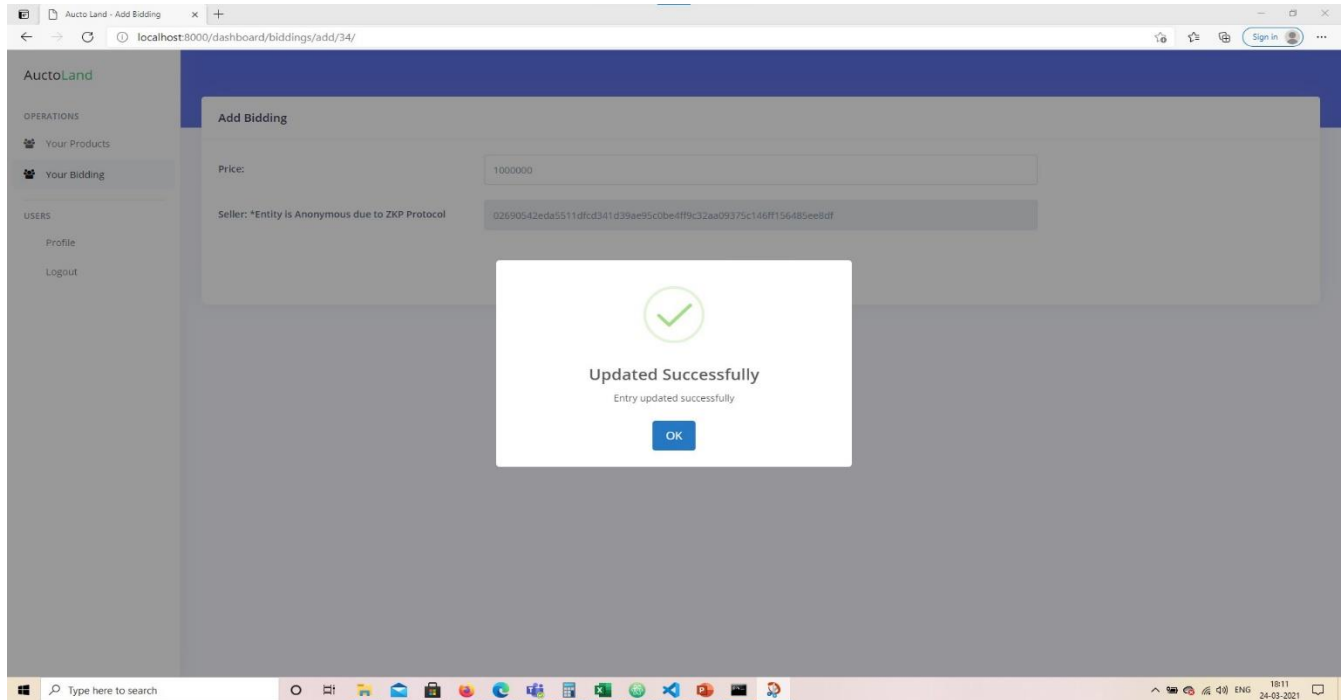 Aucto Land - Add Bidding
localhost:8000/dashboard/biddings/add/34/
Sign in
AuctoLand
OPERATIONS
Your Products
Your Bidding
USERS
Profile
Logout
Add Bidding
Price:
1000000
Seller: *Entity is Anonymous due to ZKP Protocol
02690542eda5511dfcd341d39ae95c0be4ff9c32aa09375c146ff156485ee8df
Updated Successfully
Entry updated successfully
OK
Type here to search
ENG
18:11
24-03-2021